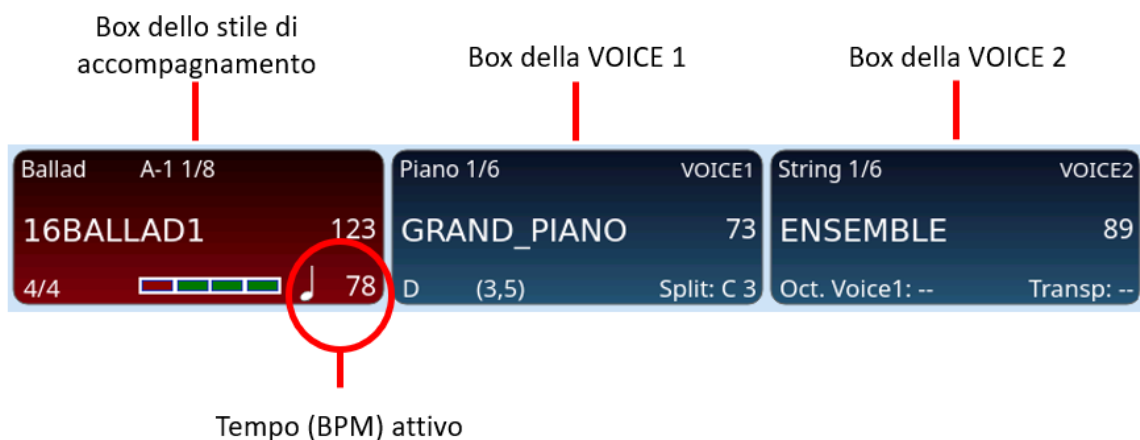 Box dello stile di
accompagnamento
Box della VOICE 1
Box della VOICE 2
Ballad A-1 1/8
16BALLAD1 123
4/4 78
Piano 1/6 VOICE1
GRAND_PIANO 73
D (3,5) Split: C 3
String 1/6 VOICE2
ENSEMBLE 89
Oct. Voice1: -- Transp: --
Tempo (BPM) attivo